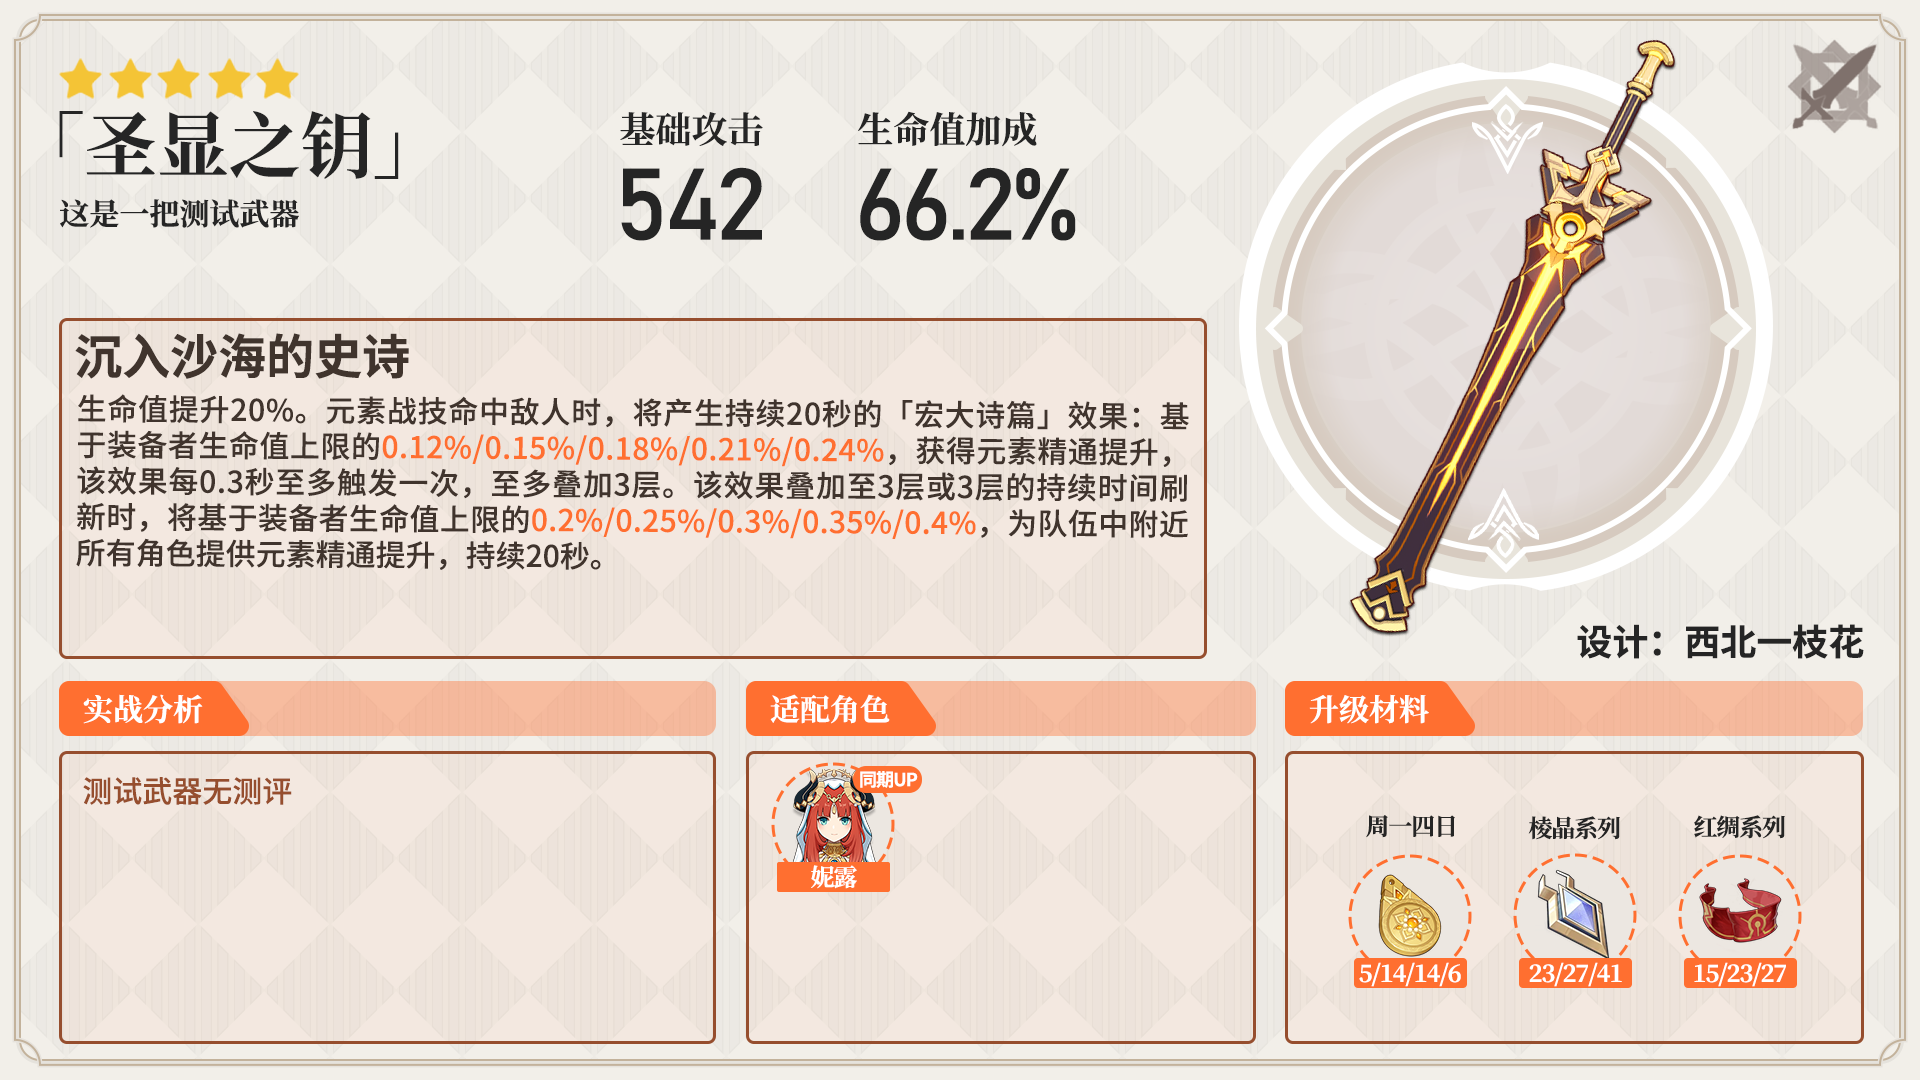 「圣显之钥」
这是一把测试武器
基础攻击
542
生命值加成
66.2%
沉入沙海的史诗
生命值提升20%。元素战技命中敌人时，将产生持续20秒的「宏大诗篇」效果：基
于装备者生命值上限的0.12%/0.15%/0.18%/0.21%/0.24%，获得元素精通提升，
该效果每0.3秒至多触发一次，至多叠加3层。该效果叠加至3层或3层的持续时间刷
新时，将基于装备者生命值上限的0.2%/0.25%/0.3%/0.35%/0.4%，为队伍中附近
所有角色提供元素精通提升，持续20秒。
设计：西北一枝花
实战分析
测试武器无测评
适配角色
同期UP
妮露
升级材料
周一四日
棱晶系列
红绸系列
5/14/14/6
23/27/41
15/23/27